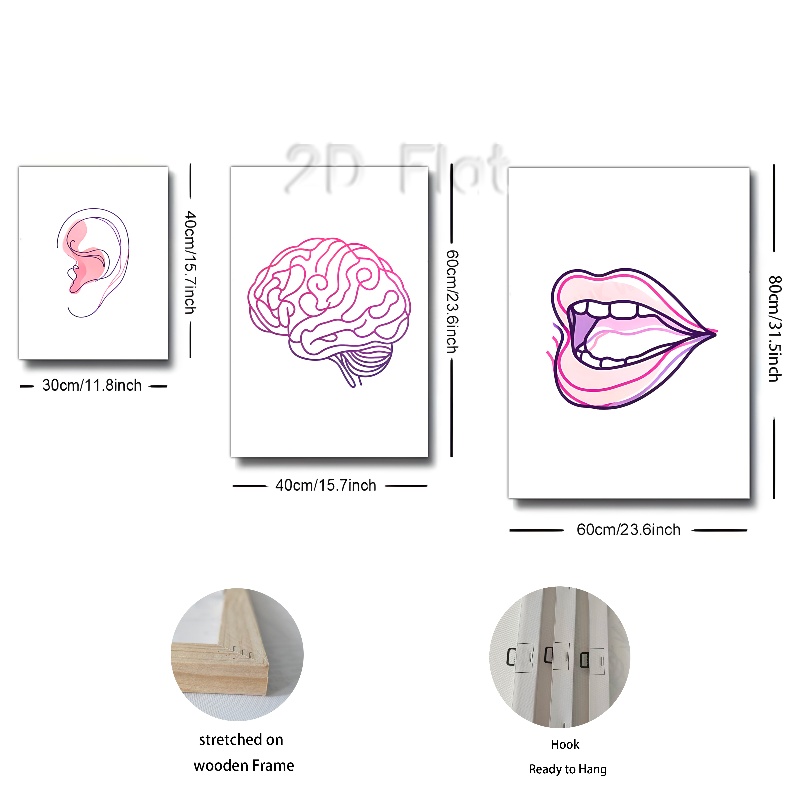 2D Flat
40cm/15.7inch
30cm/11.8inch
60cm/23.6inch
40cm/15.7inch
80cm/31.5inch
60cm/23.6inch
stretched on
wooden Frame
Hook
Ready to Hang